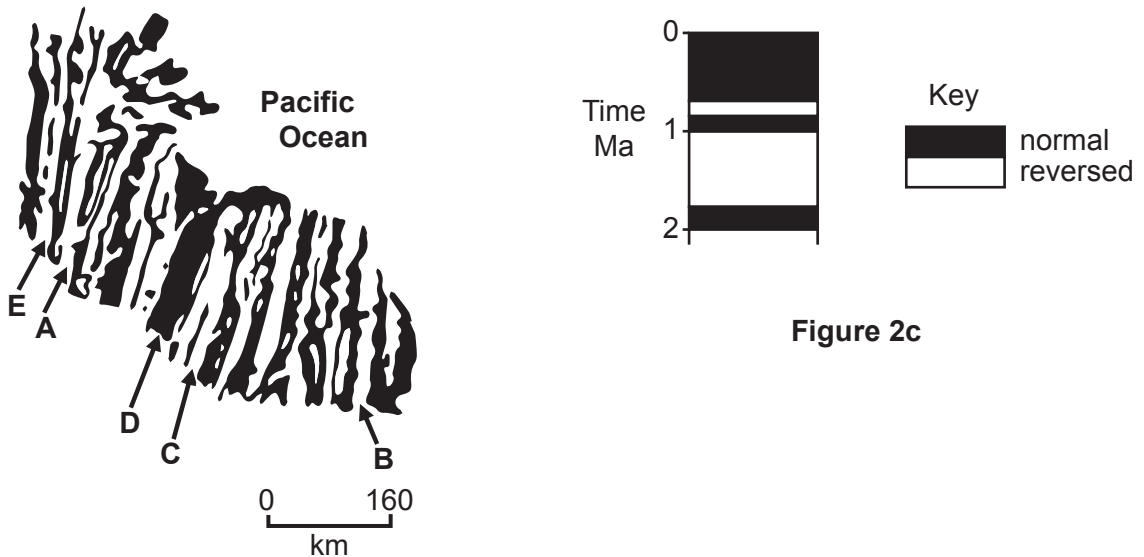 Pacific
Ocean
E
A
D
C
B
0 160
km
0
Time
Ma
1
2
Key
normal
reversed
Figure 2c